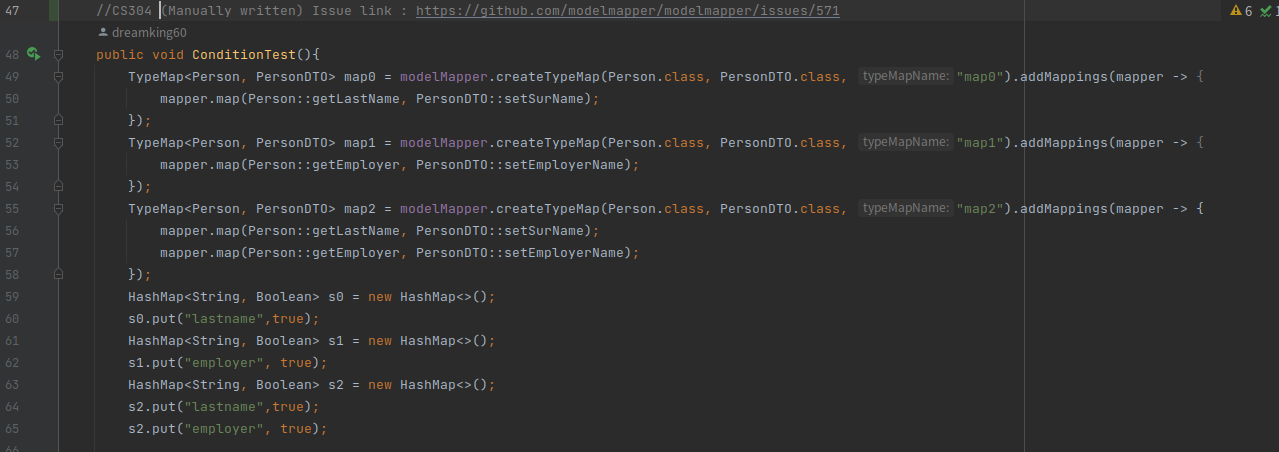 47 //CS304 (Manually written) Issue link : https://github.com/modelmapper/modelmapper/issues/571 6 1
dreamking60
48 public void ConditionTest(){
49 TypeMap<Person, PersonDTO> map0 = modelMapper.createTypeMap(Person.class, PersonDTO.class, typeMapName: "map0").addMappings(mapper -> {
50 mapper.map(Person::getLastName, PersonDTO::setSurName);
51 });
52 TypeMap<Person, PersonDTO> map1 = modelMapper.createTypeMap(Person.class, PersonDTO.class, typeMapName: "map1").addMappings(mapper -> {
53 mapper.map(Person::getEmployer, PersonDTO::setEmployerName);
54 });
55 TypeMap<Person, PersonDTO> map2 = modelMapper.createTypeMap(Person.class, PersonDTO.class, typeMapName: "map2").addMappings(mapper -> {
56 mapper.map(Person::getLastName, PersonDTO::setSurName);
57 mapper.map(Person::getEmployer, PersonDTO::setEmployerName);
58 });
59 HashMap<String, Boolean> s0 = new HashMap<>();
60 s0.put("lastname",true);
61 HashMap<String, Boolean> s1 = new HashMap<>();
62 s1.put("employer", true);
63 HashMap<String, Boolean> s2 = new HashMap<>();
64 s2.put("lastname",true);
65 s2.put("employer", true);
66